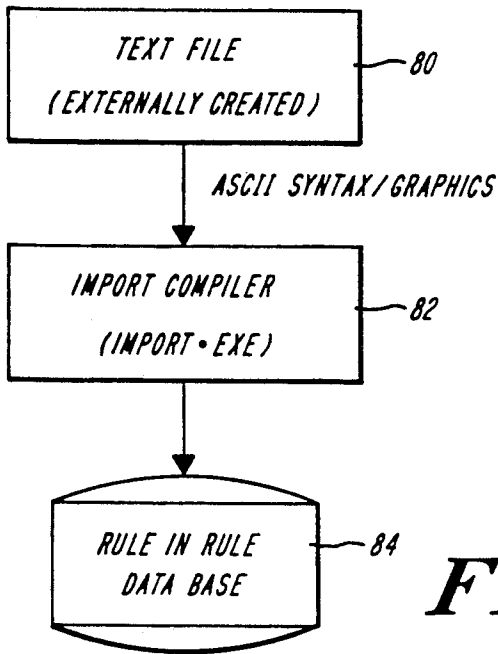 TEXT FILE
(EXTERNALLY CREATED)
80
ASCII SYNTAX/GRAPHICS
IMPORT COMPILER
(IMPORT•EXE)
82
RULE IN RULE
DATA BASE
84